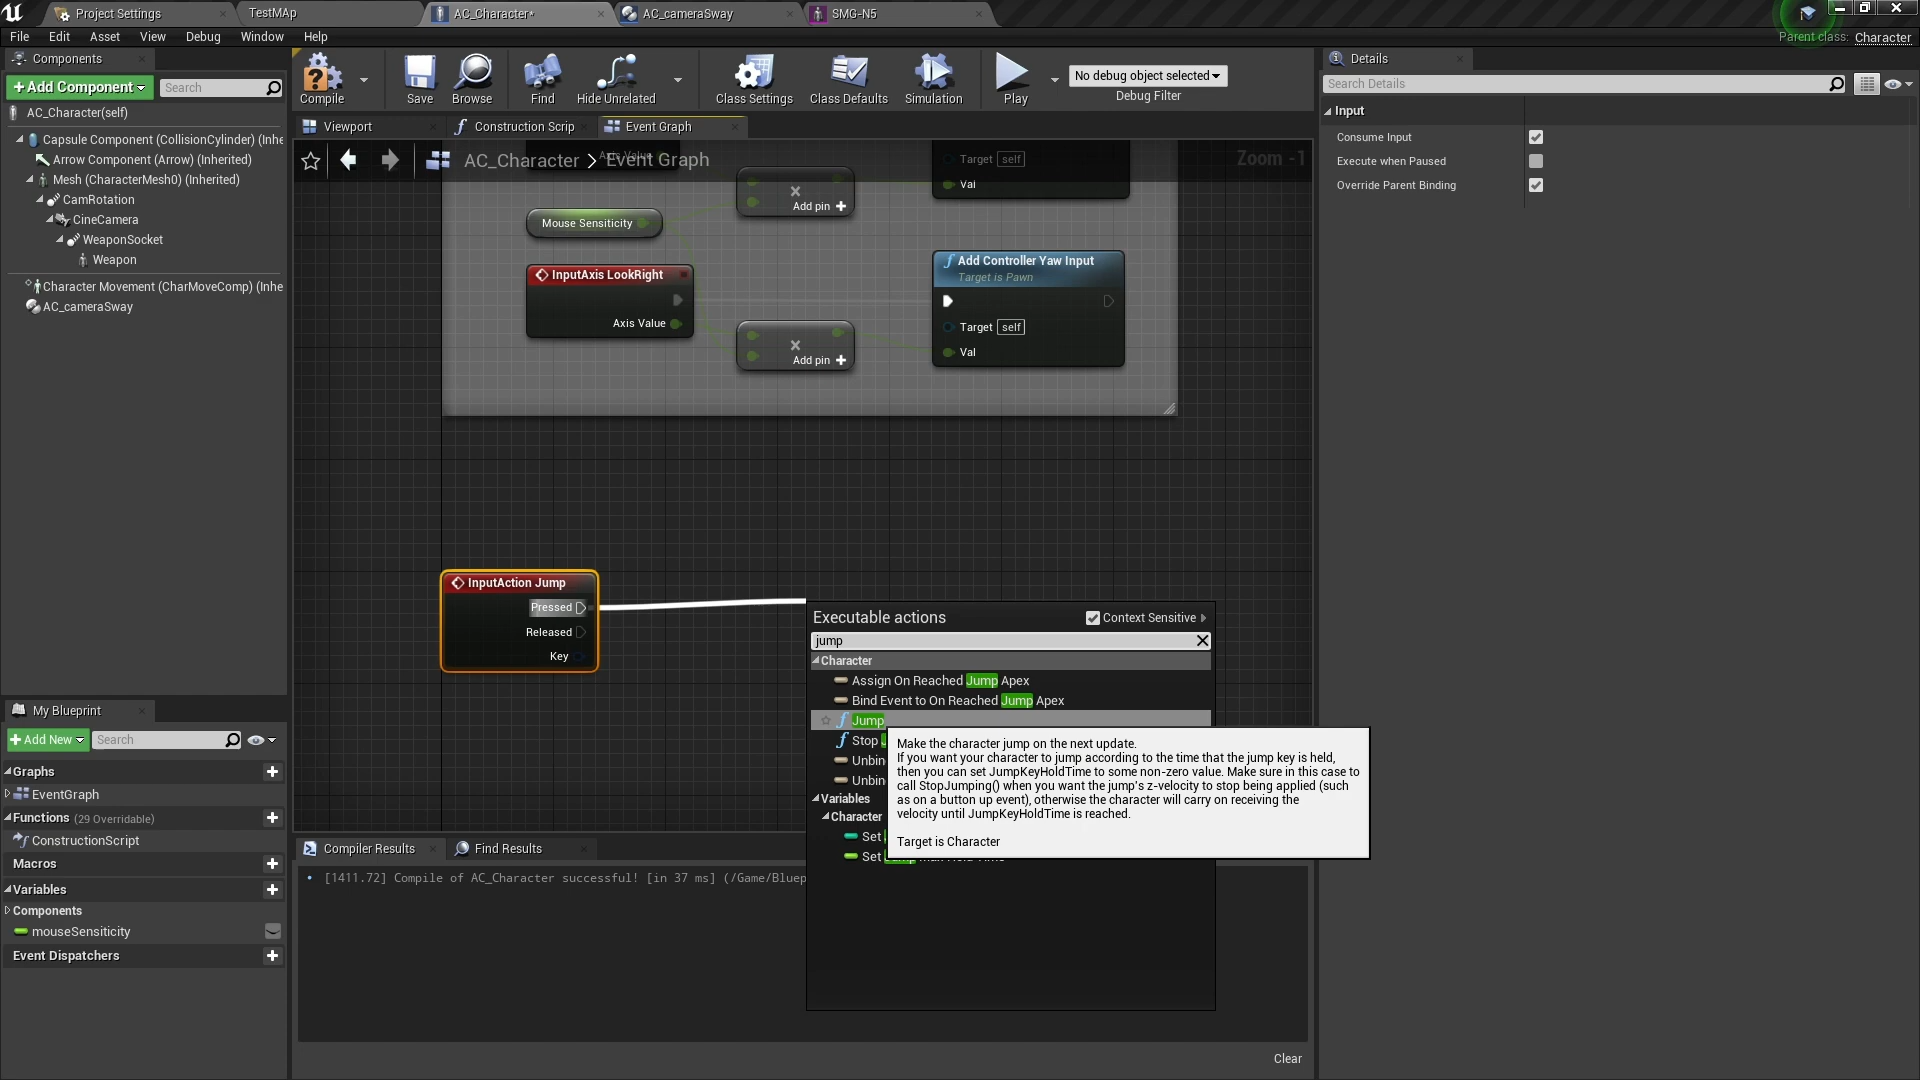 Project Settings
TestMAp
AC_Character*
AC_cameraSway
SMG-N5
File Edit Asset View Debug Window Help
Parent class: Character
Components
+Add Component
Search
AC_Character(self)
Capsule Component (CollisionCylinder) (Inhe
Arrow Component (Arrow) (Inherited)
Mesh (CharacterMesh0) (Inherited)
CamRotation
CineCamera
WeaponSocket
Weapon
Character Movement (CharMoveComp) (Inhe
AC_cameraSway
Compile
Save
Browse
Find
Hide Unrelated
Class Settings
Class Defaults
Simulation
Play
No debug object selected
Debug Filter
Viewport
Construction Scrip
Event Graph
AC_Character > Event Graph
Axis Value
Zoom -1
Target self
Val
Add pin
Mouse Sensitivity
InputAxis LookRight
Axis Value
Add pin
Add Controller Yaw Input
Target is Pawn
Target self
Val
InputAction Jump
Pressed
Released
Key
Executable actions
Context Sensitive
jump
Character
Assign On Reached Jump Apex
Bind Event to On Reached Jump Apex
Jump
Stop
Unbin
Unbin
Variables
Character
Set
Set
Make the character jump on the next update.
If you want your character to jump according to the time that the jump key is held,
then you can set JumpKeyHoldTime to some non-zero value. Make sure in this case to
call StopJumping() when you want the jump's z-velocity to stop being applied (such
as on a button up event), otherwise the character will carry on receiving the
velocity until JumpKeyHoldTime is reached.
Target is Character
Details
Search Details
Input
Consume Input
Execute when Paused
Override Parent Binding
My Blueprint
+Add New
Search
Graphs
EventGraph
Functions (29 Overridable)
ConstructionScript
Macros
Variables
Components
mouseSensiticity
Event Dispatchers
Compiler Results
Find Results
[1411.72] Compile of AC_Character successful! [in 37 ms] (/Game/Bluep
Clear